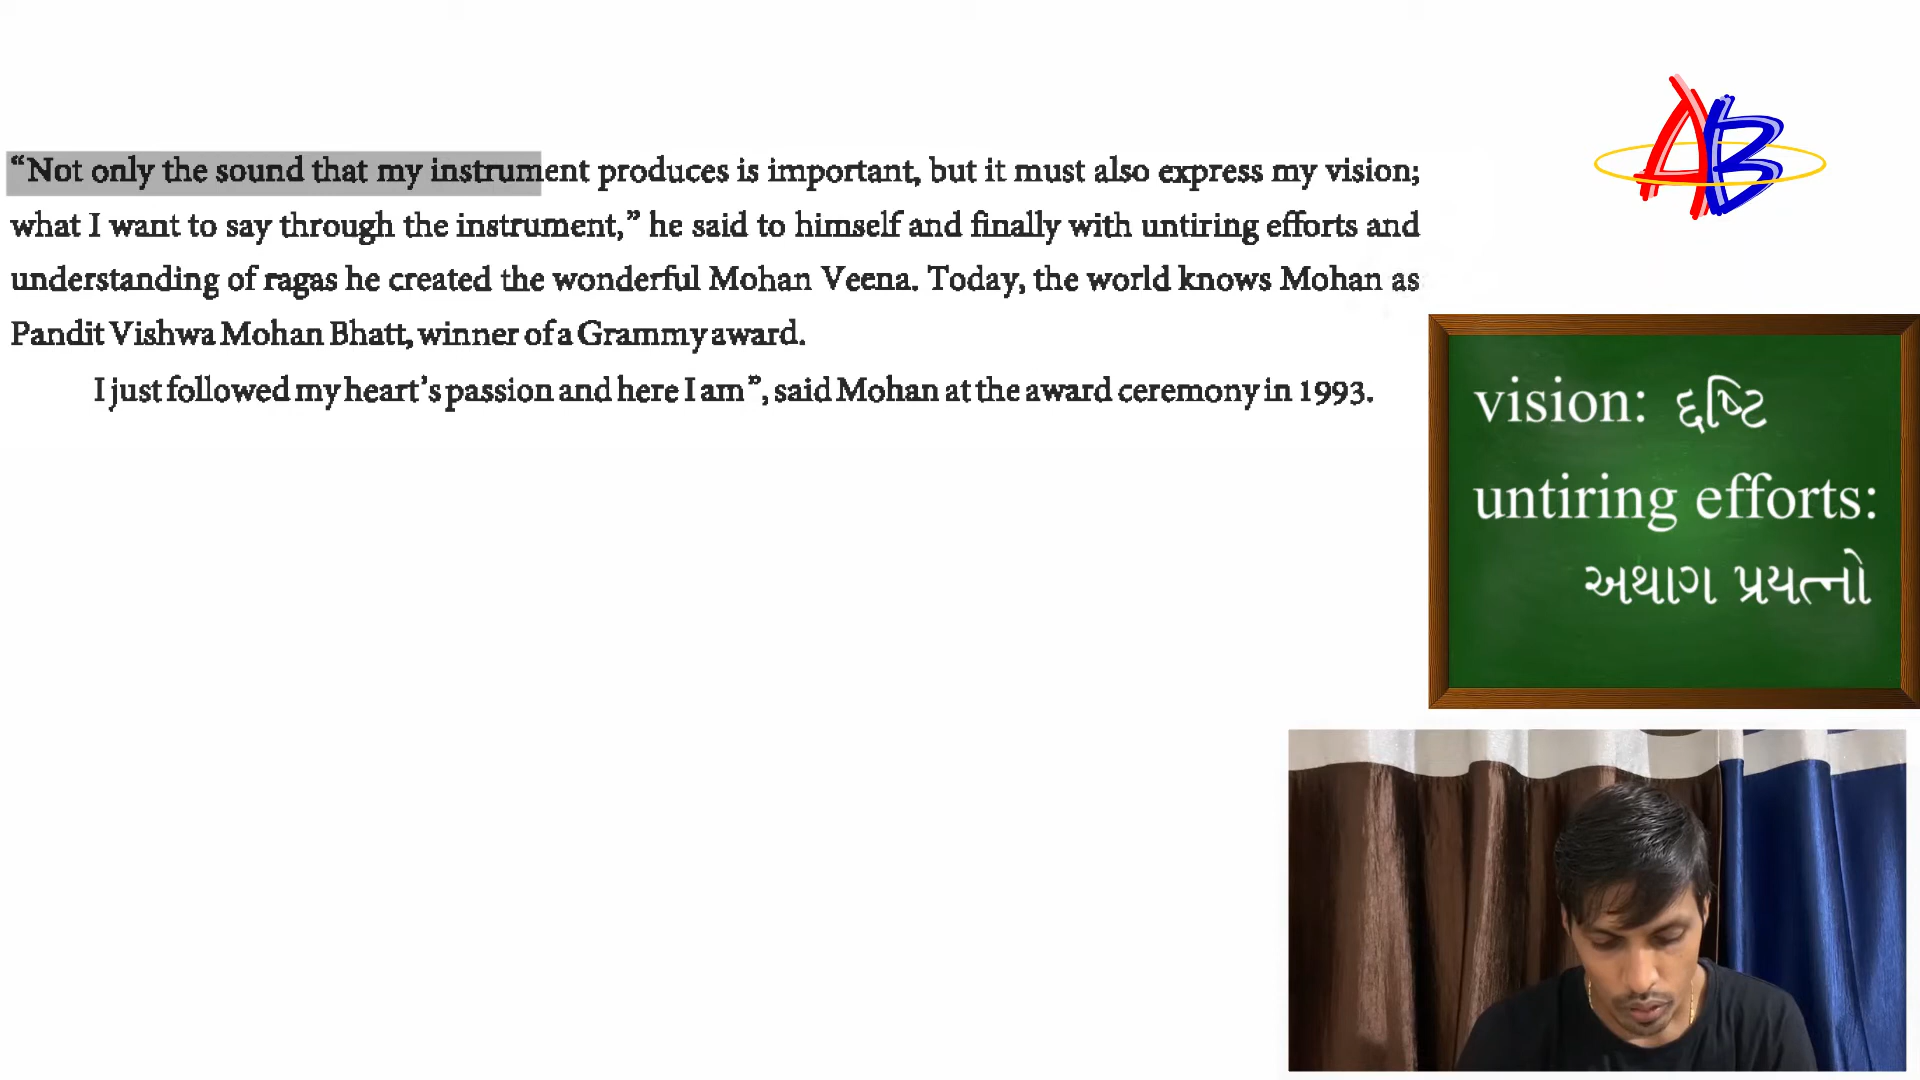 “Not only the sound that my instrument produces is important, but it must also express my vision;
what I want to say through the instrument,” he said to himself and finally with untiring efforts and
understanding of ragas he created the wonderful Mohan Veena. Today, the world knows Mohan as
Pandit Vishwa Mohan Bhatt, winner of a Grammy award.
I just followed my heart’s passion and here I am”, said Mohan at the award ceremony in 1993.
AB
vision: દ્દષ્ટિ
untiring efforts:
અથાગ પ્રયત્નો